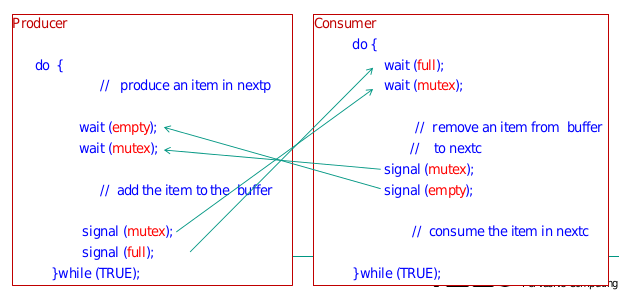 Producer
do {
// produce an item in nextp
wait (empty);
wait (mutex);
// add the item to the buffer
signal (mutex);
signal (full);
}while (TRUE);
Consumer
do {
wait (full);
wait (mutex);
// remove an item from buffer
// to nextc
signal (mutex);
signal (empty);
// consume the item in nextc
}while (TRUE);